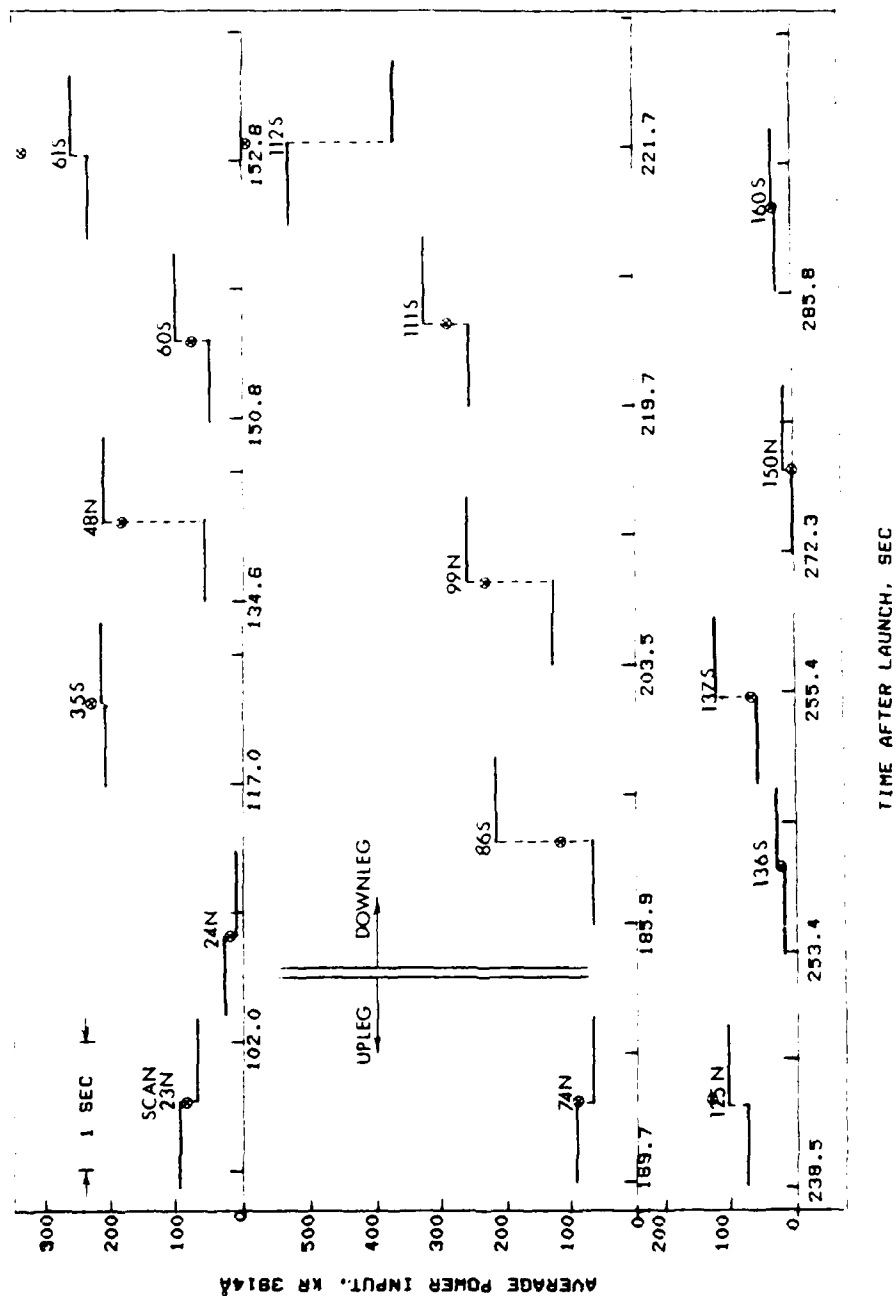 AVERAGE POWER INPUT, KR 3914Å
300
200
100
0
1 SEC
SCAN
23N
24N
35S
48N
60S
61S
102.0
117.0
134.6
150.8
152.8
500
400
300
200
100
0
UPLEG
DOWNLEG
74N
86S
99N
111S
112S
169.7
185.9
203.5
219.7
221.7
200
100
0
125N
136S
137S
150N
160S
238.5
253.4
255.4
272.3
285.8
TIME AFTER LAUNCH, SEC